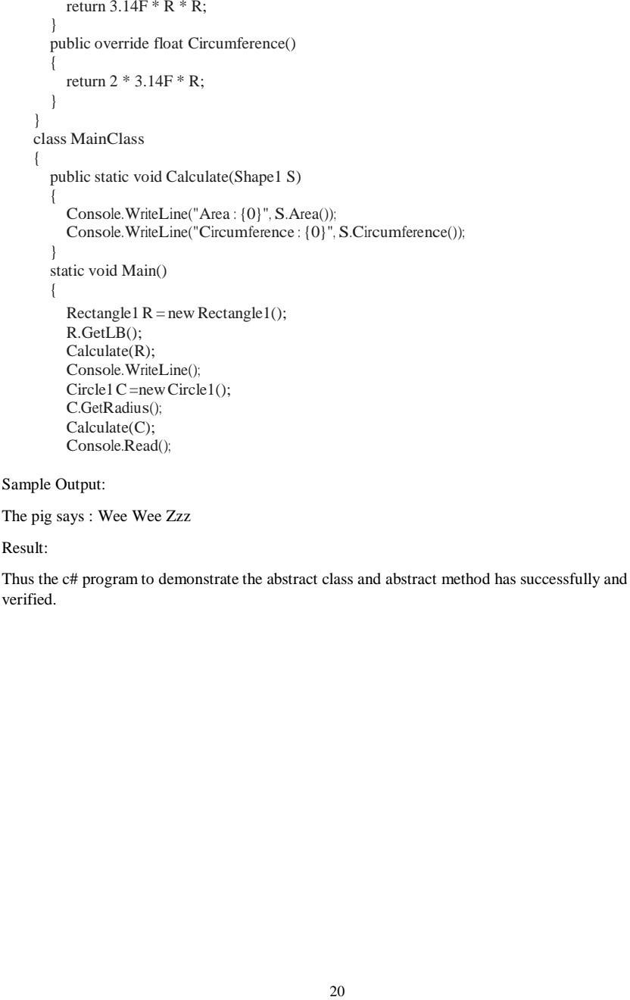 return 3.14F * R * R;
}
public override float Circumference()
{
return 2 * 3.14F * R;
}
}
class MainClass
{
public static void Calculate(Shape1 S)
{
Console.WriteLine("Area : {0}", S.Area());
Console.WriteLine("Circumference : {0}", S.Circumference());
}
static void Main()
{
Rectangle1 R = new Rectangle1();
R.GetLB();
Calculate(R);
Console.WriteLine();
Circle1 C = new Circle1();
C.GetRadius();
Calculate(C);
Console.Read();
Sample Output:
The pig says : Wee Wee Zzz
Result:
Thus the c# program to demonstrate the abstract class and abstract method has successfully and
verified.
20